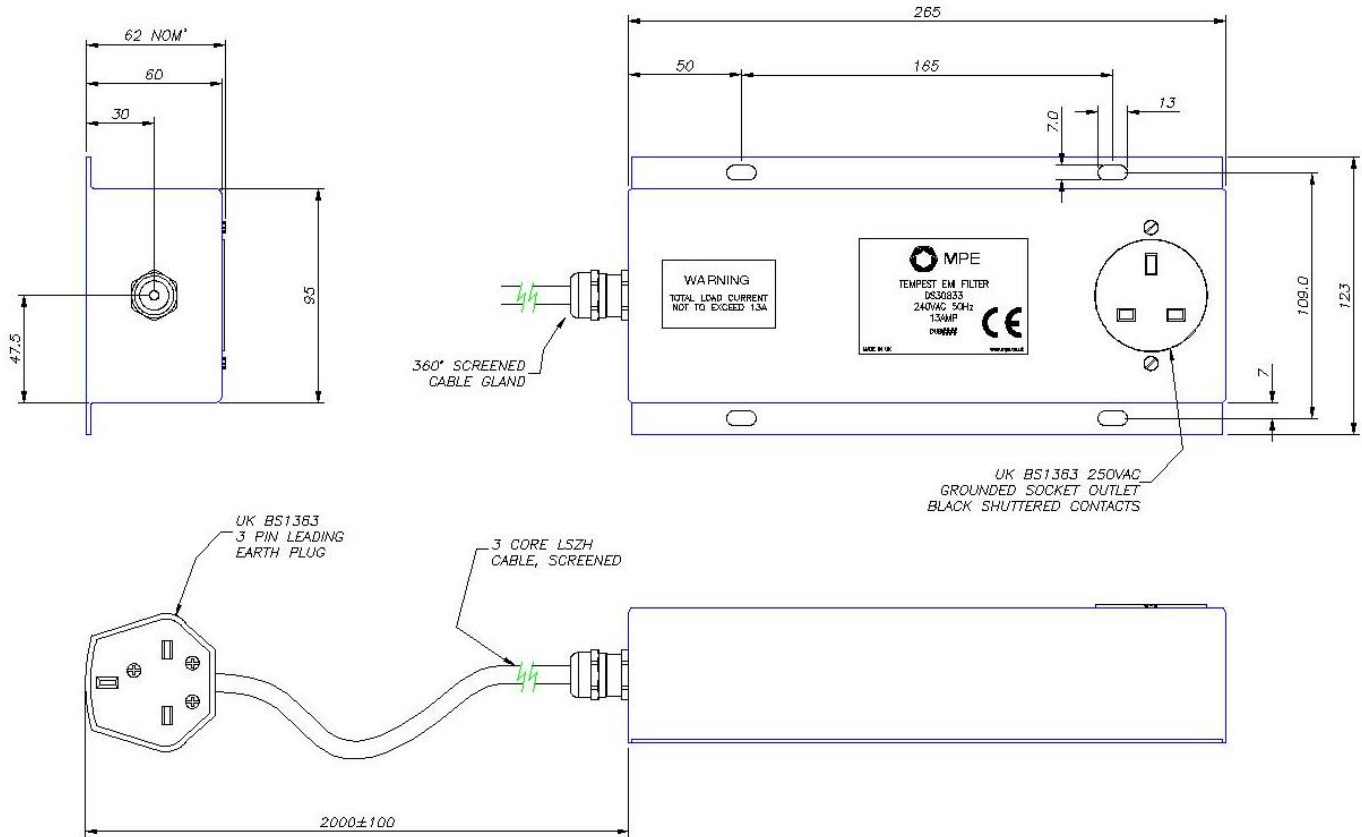 62 NOM'
60
30
47.5
95
265
50
165
13
7.0
109.0
123
7
WARNING
TOTAL LOAD CURRENT
NOT TO EXCEED 13A
MPE
TEMPEST EMI FILTER
DS30833
240VAC 50Hz
13AMP
CE
MADE IN UK
360° SCREENED
CABLE GLAND
UK BS1363 250VAC
GROUNDED SOCKET OUTLET
BLACK SHUTTERED CONTACTS
UK BS1363
3 PIN LEADING
EARTH PLUG
3 CORE LSZH
CABLE, SCREENED
2000±100